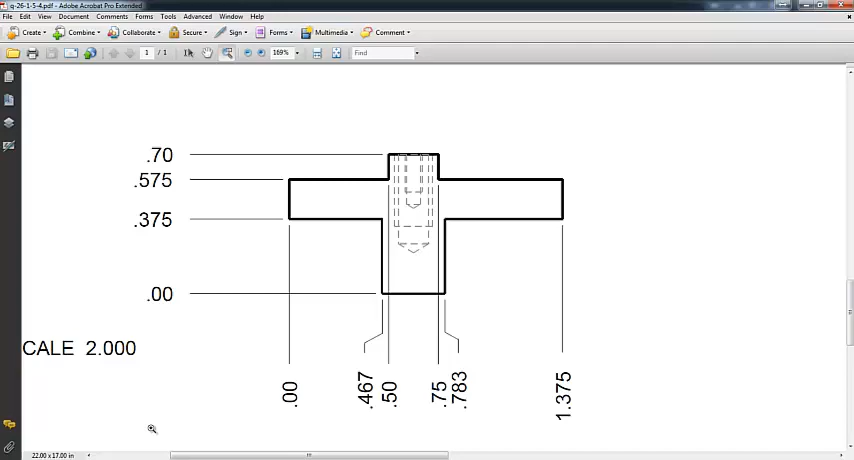 q-26-1-5-4.pdf - Adobe Acrobat Pro Extended
File Edit View Document Comments Forms Tools Advanced Window Help
Create Combine Collaborate Secure Sign Forms Multimedia Comment
1 / 1 169% Find
.70
.575
.375
.00
CALE 2.000
.00
.467
.50
.75
.783
1.375
22.00 x 17.00 in